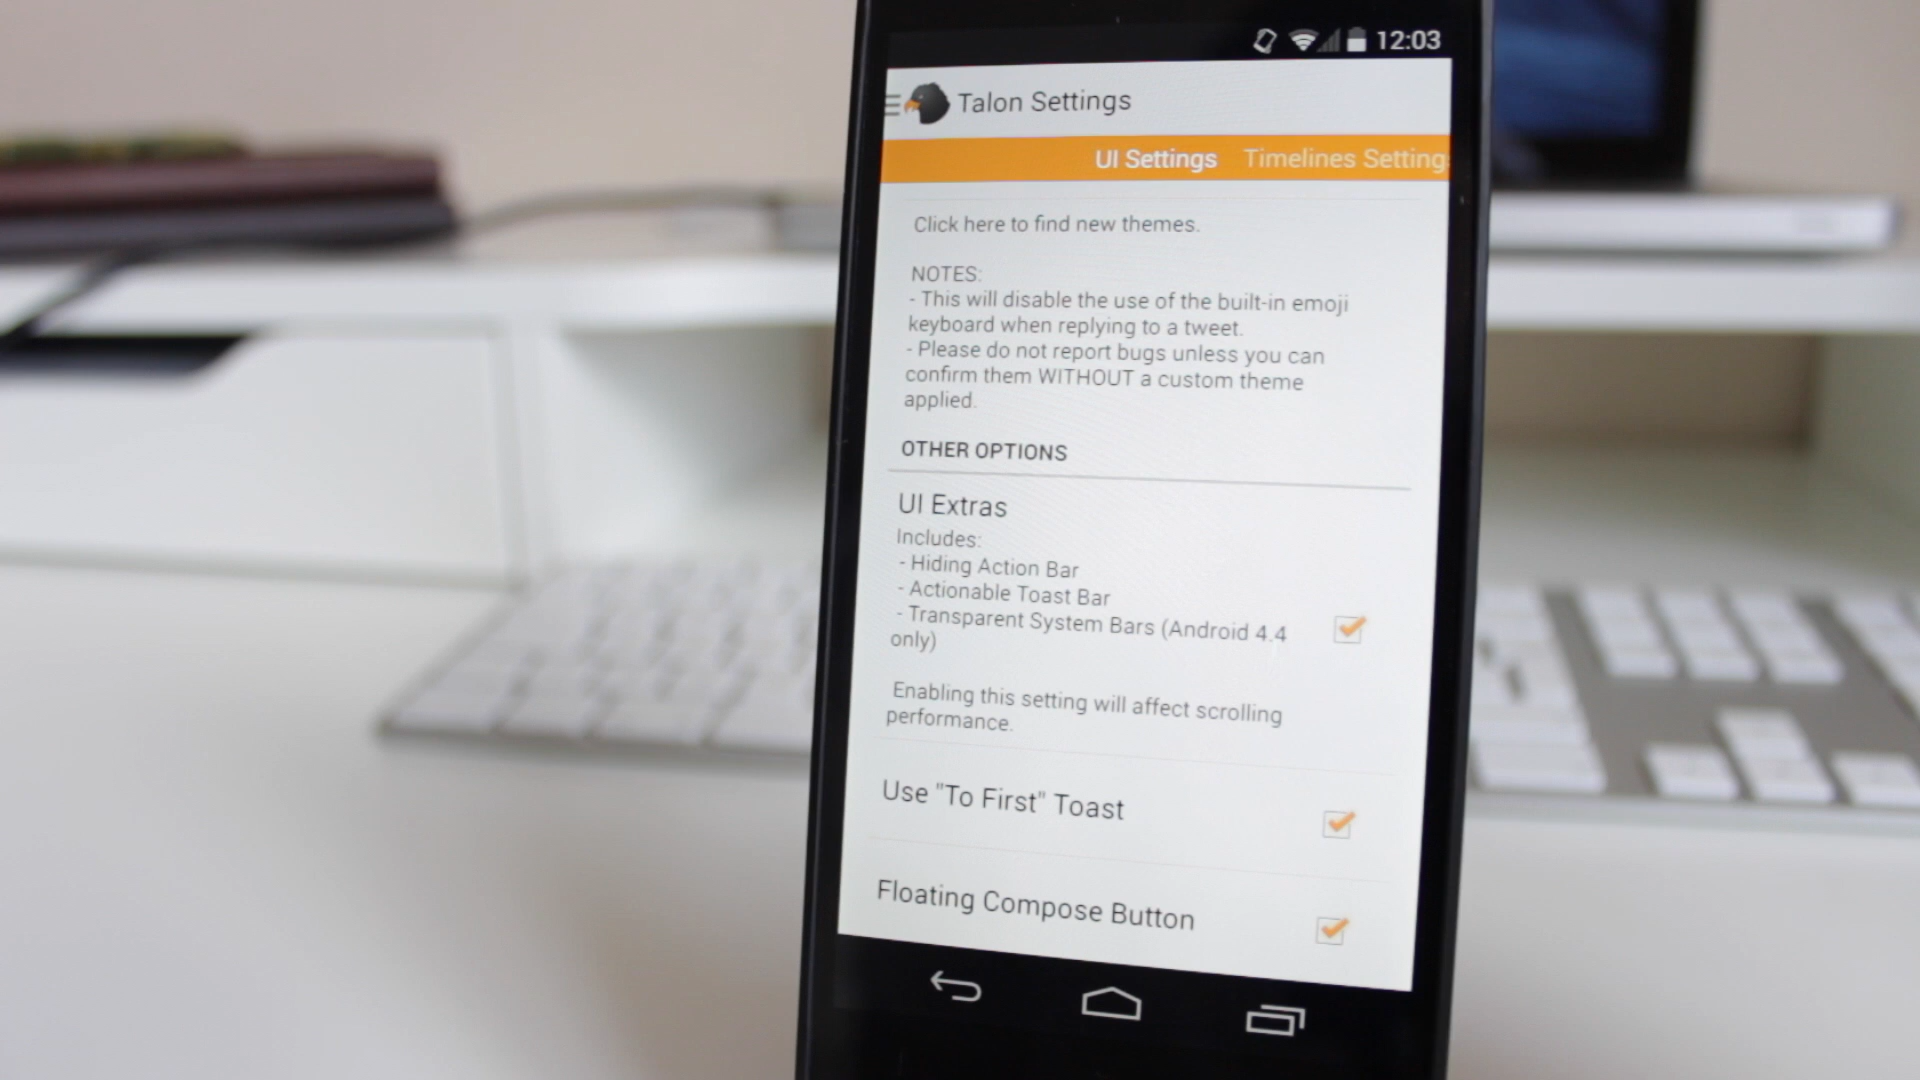 12:03
Talon Settings
UI Settings Timelines Setting
Click here to find new themes.
NOTES:
- This will disable the use of the built-in emoji
keyboard when replying to a tweet.
- Please do not report bugs unless you can
confirm them WITHOUT a custom theme
applied.
OTHER OPTIONS
UI Extras
Includes:
- Hiding Action Bar
- Actionable Toast Bar
- Transparent System Bars (Android 4.4
only)
Enabling this setting will affect scrolling
performance.
Use "To First" Toast
Floating Compose Button